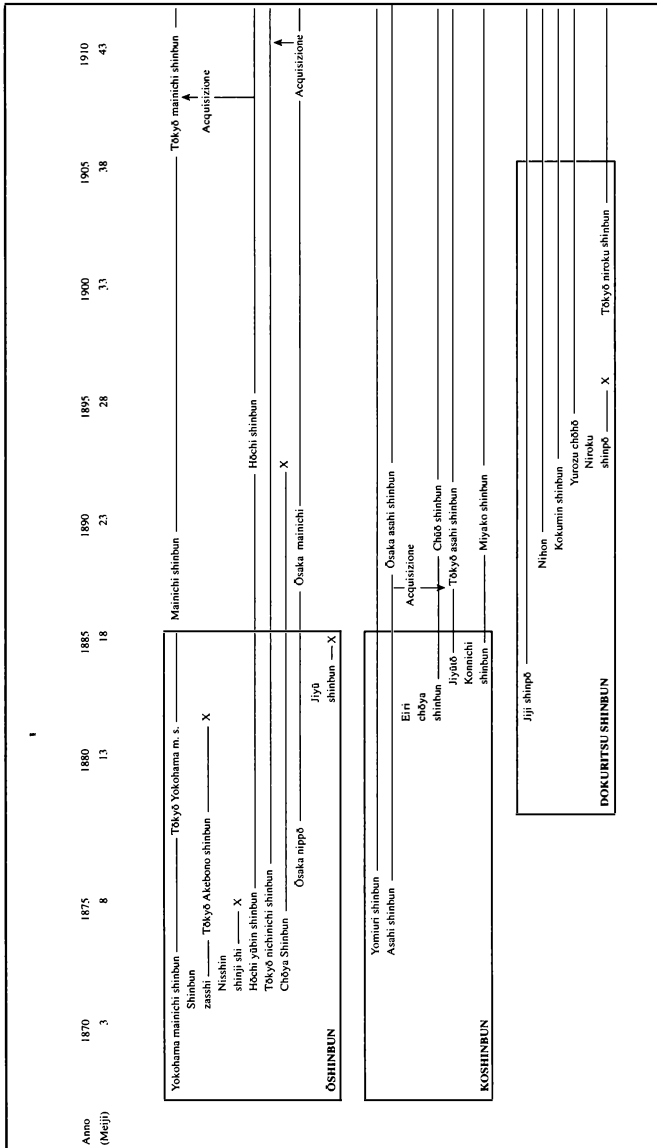 Anno 1870 1875 1880 1885 1890 1895 1900 1905 1910
(Meiji) 3 8 13 18 23 28 33 38 43
Yokohama mainichi shinbun Tōkyō Yokohama m. s. Mainichi shinbun Tōkyō mainichi shinbun
Shinbun
zasshi Tōkyō Akebono shinbun X
Acquisizione
Nisshin
shinji shi X
Hōchi yūbin shinbun Hōchi shinbun
Tōkyō nichinichi shinbun
Chōya Shinbun X
Ōsaka nippō Ōsaka mainichi Acquisizione
Jiyū
shinbun X
ŌSHINBUN
Yomiuri shinbun
Asahi shinbun Ōsaka asahi shinbun
Acquisizione
Eiri
chōya
shinbun Chūō shinbun
Jiyūtō Tōkyō asahi shinbun
Konnichi
shinbun Miyako shinbun
KOSHINBUN
Jiji shinpō
Nihon
Kokumin shinbun
Yurozu chōhō
Niroku
shinpō X Tōkyō niroku shinbun
DOKURITSU SHINBUN